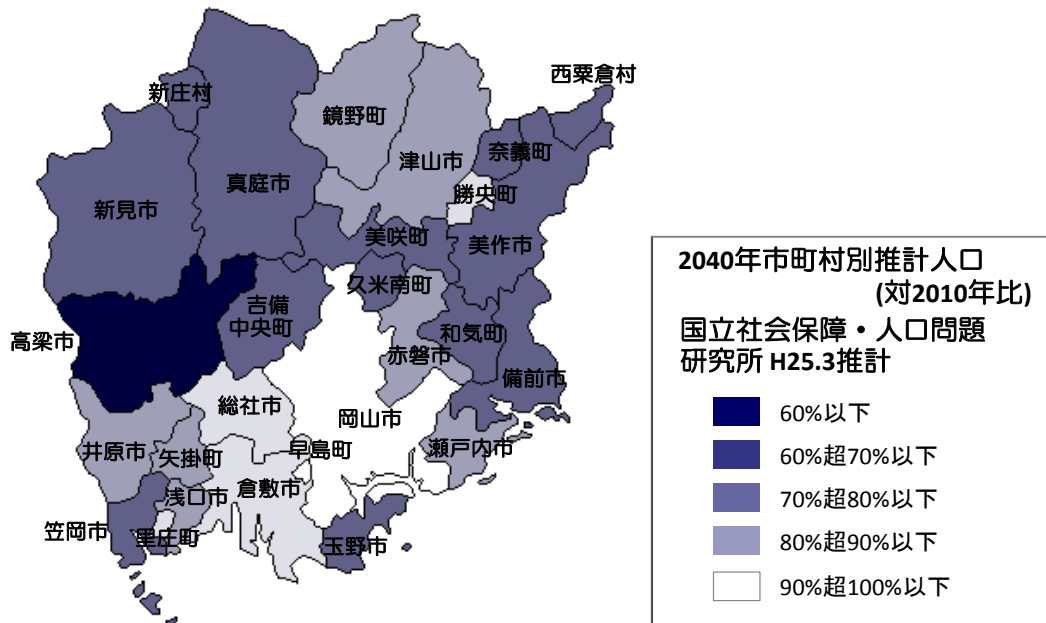 西粟倉村
新庄村
鏡野町
奈義町
津山市
真庭市
勝央町
新見市
美咲町
美作市
久米南町
吉備
中央町
高梁市
和気町
赤磐市
備前市
総社市
岡山市
井原市
矢掛町
早島町
瀬戸内市
浅口市
倉敷市
笠岡市
里庄町
玉野市
2040年市町村別推計人口
(対2010年比)
国立社会保障・人口問題
研究所 H25.3推計
60%以下
60%超70%以下
70%超80%以下
80%超90%以下
90%超100%以下